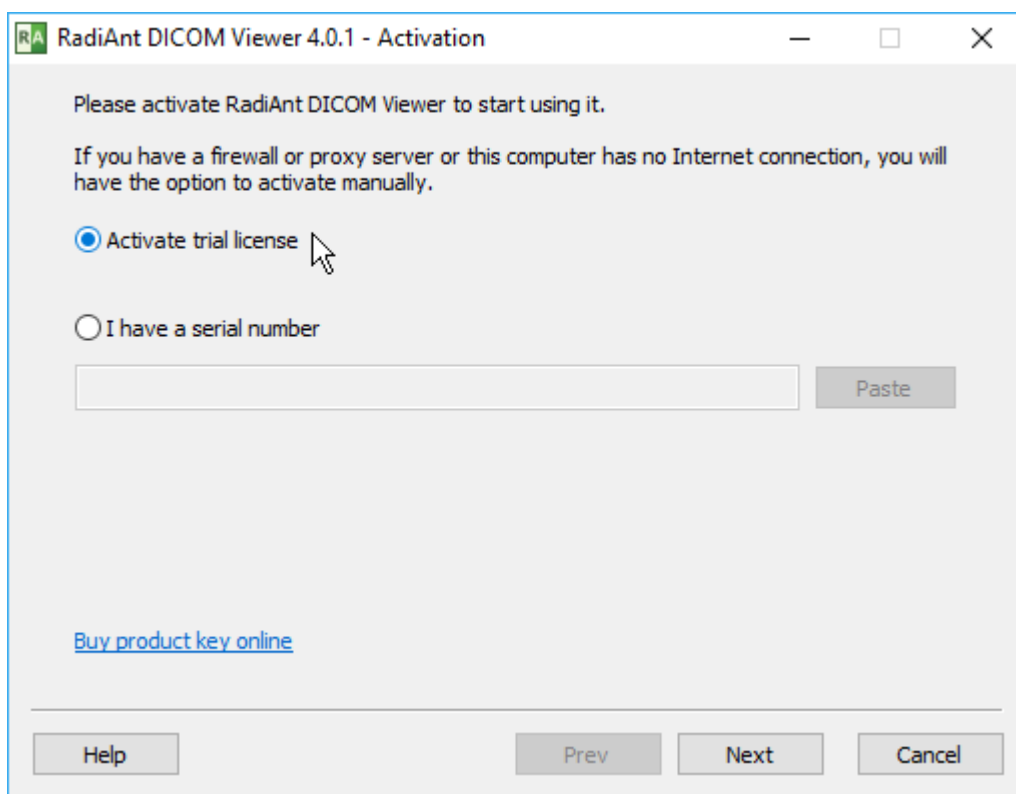 RA RadiAnt DICOM Viewer 4.0.1 - Activation
Please activate RadiAnt DICOM Viewer to start using it.
If you have a firewall or proxy server or this computer has no Internet connection, you will
have the option to activate manually.
Activate trial license
I have a serial number
Paste
Buy product key online
Help Prev Next Cancel